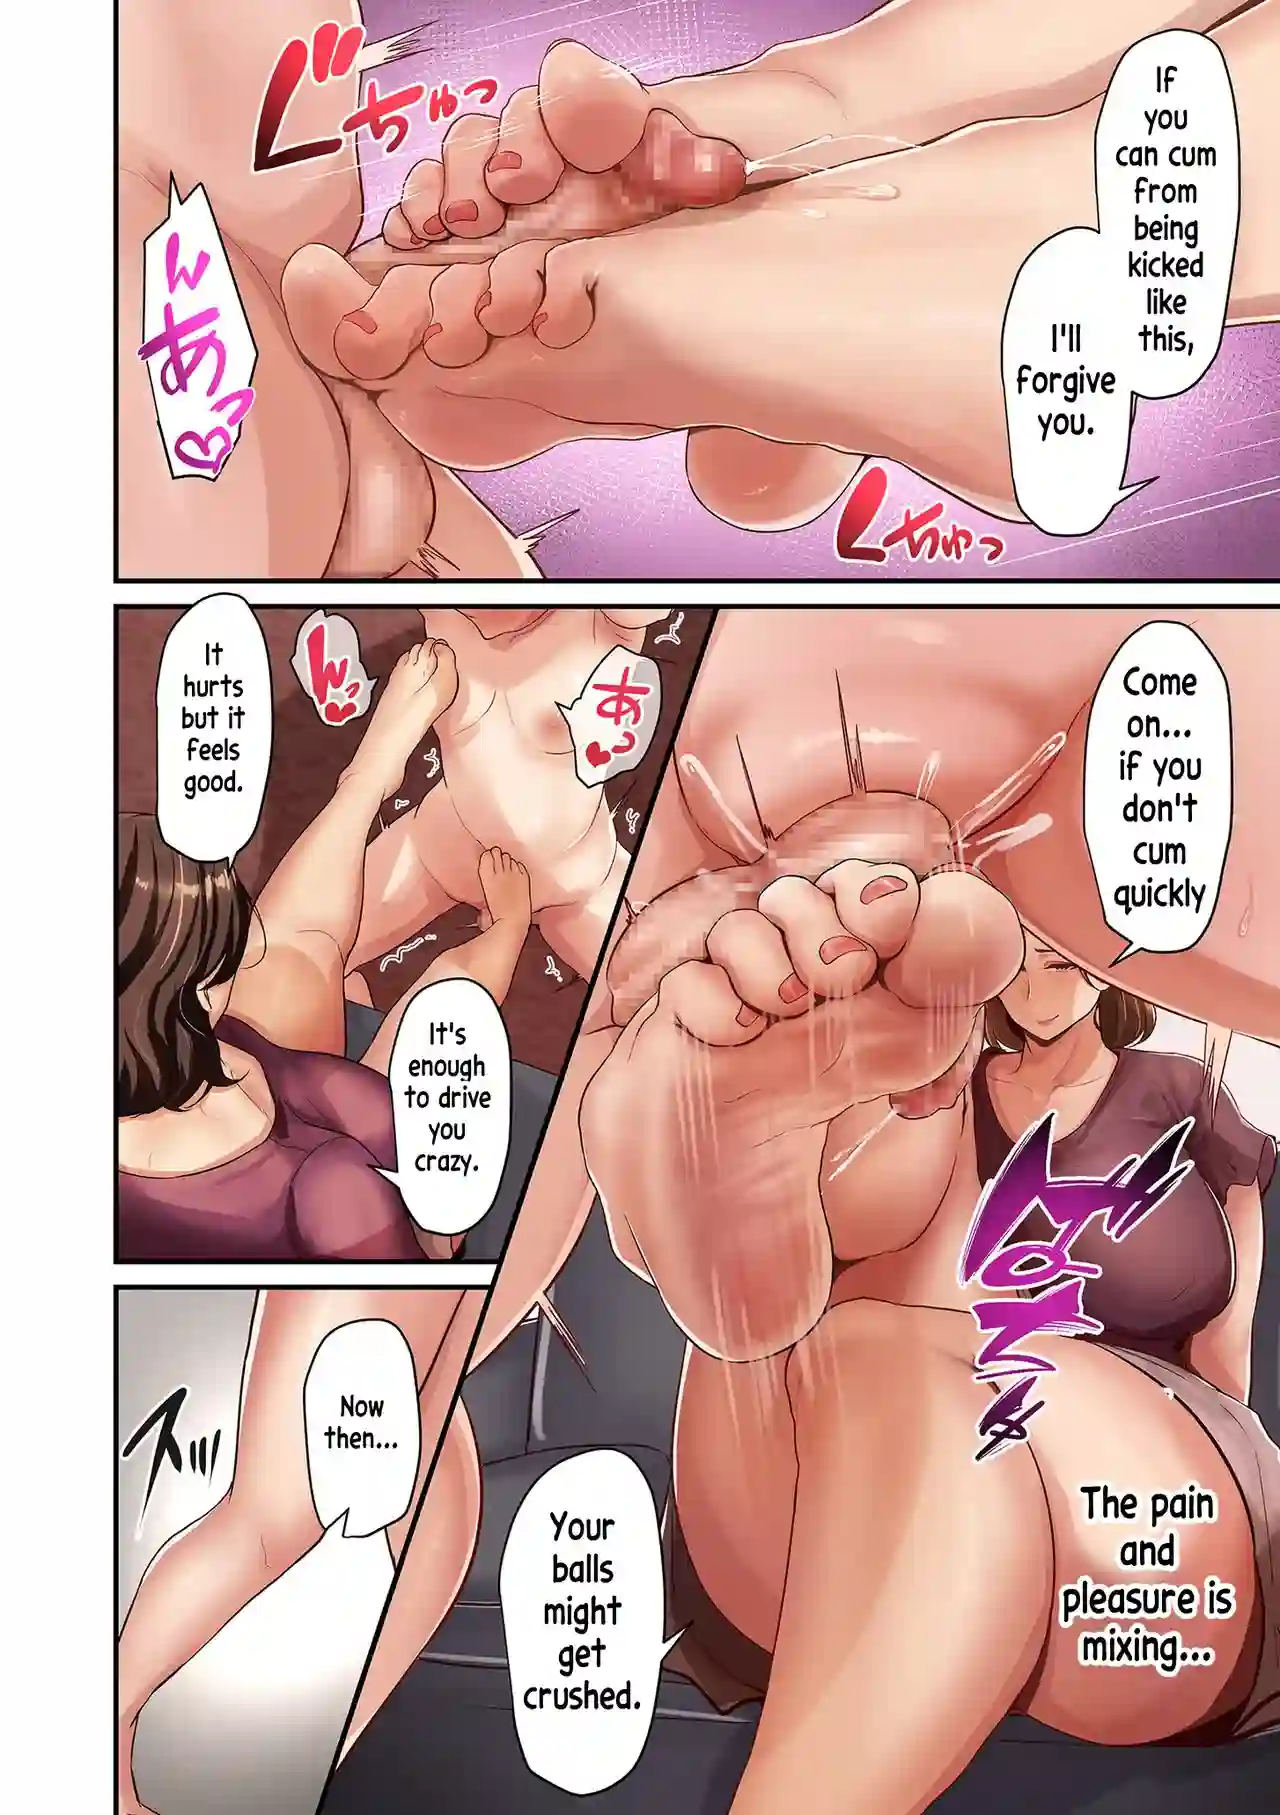 If
you
can cum
from
being
kicked
like
this,
I'll
forgive
you.
ぐちゅっ
んあっ♡
ぐちゅっ
Come
on...
if you
don't
cum
quickly
あっ♡
んっ♡
It
hurts
but it
feels
good.
It's
enough
to drive
you
crazy.
The pain
and
pleasure is
mixing...
Your
balls
might
get
crushed.
Now
then...
スッ